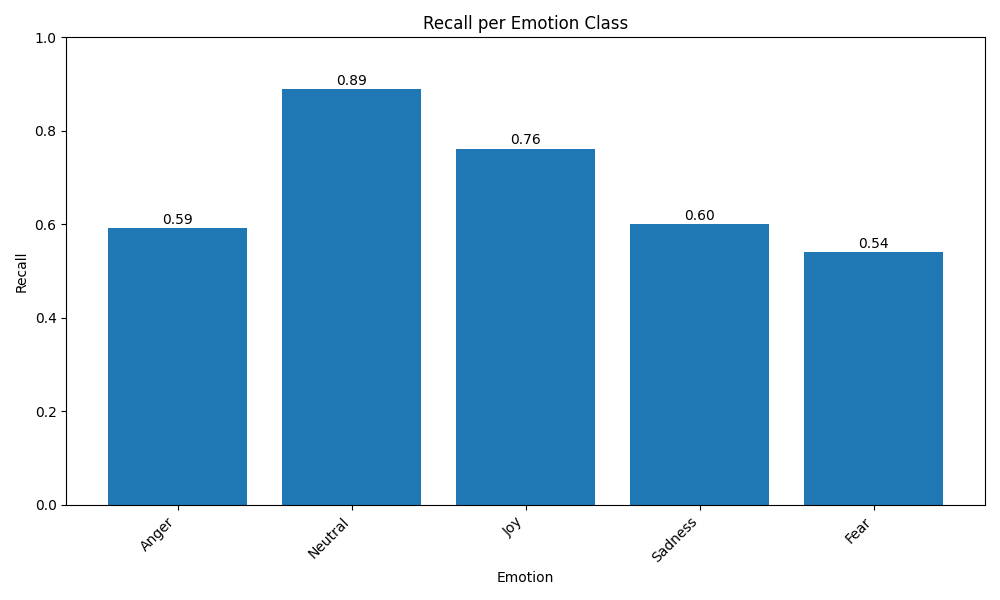 Recall per Emotion Class
1.0
0.8
0.6
0.4
0.2
0.0
Recall
0.59
0.89
0.76
0.60
0.54
Anger
Neutral
Joy
Sadness
Fear
Emotion